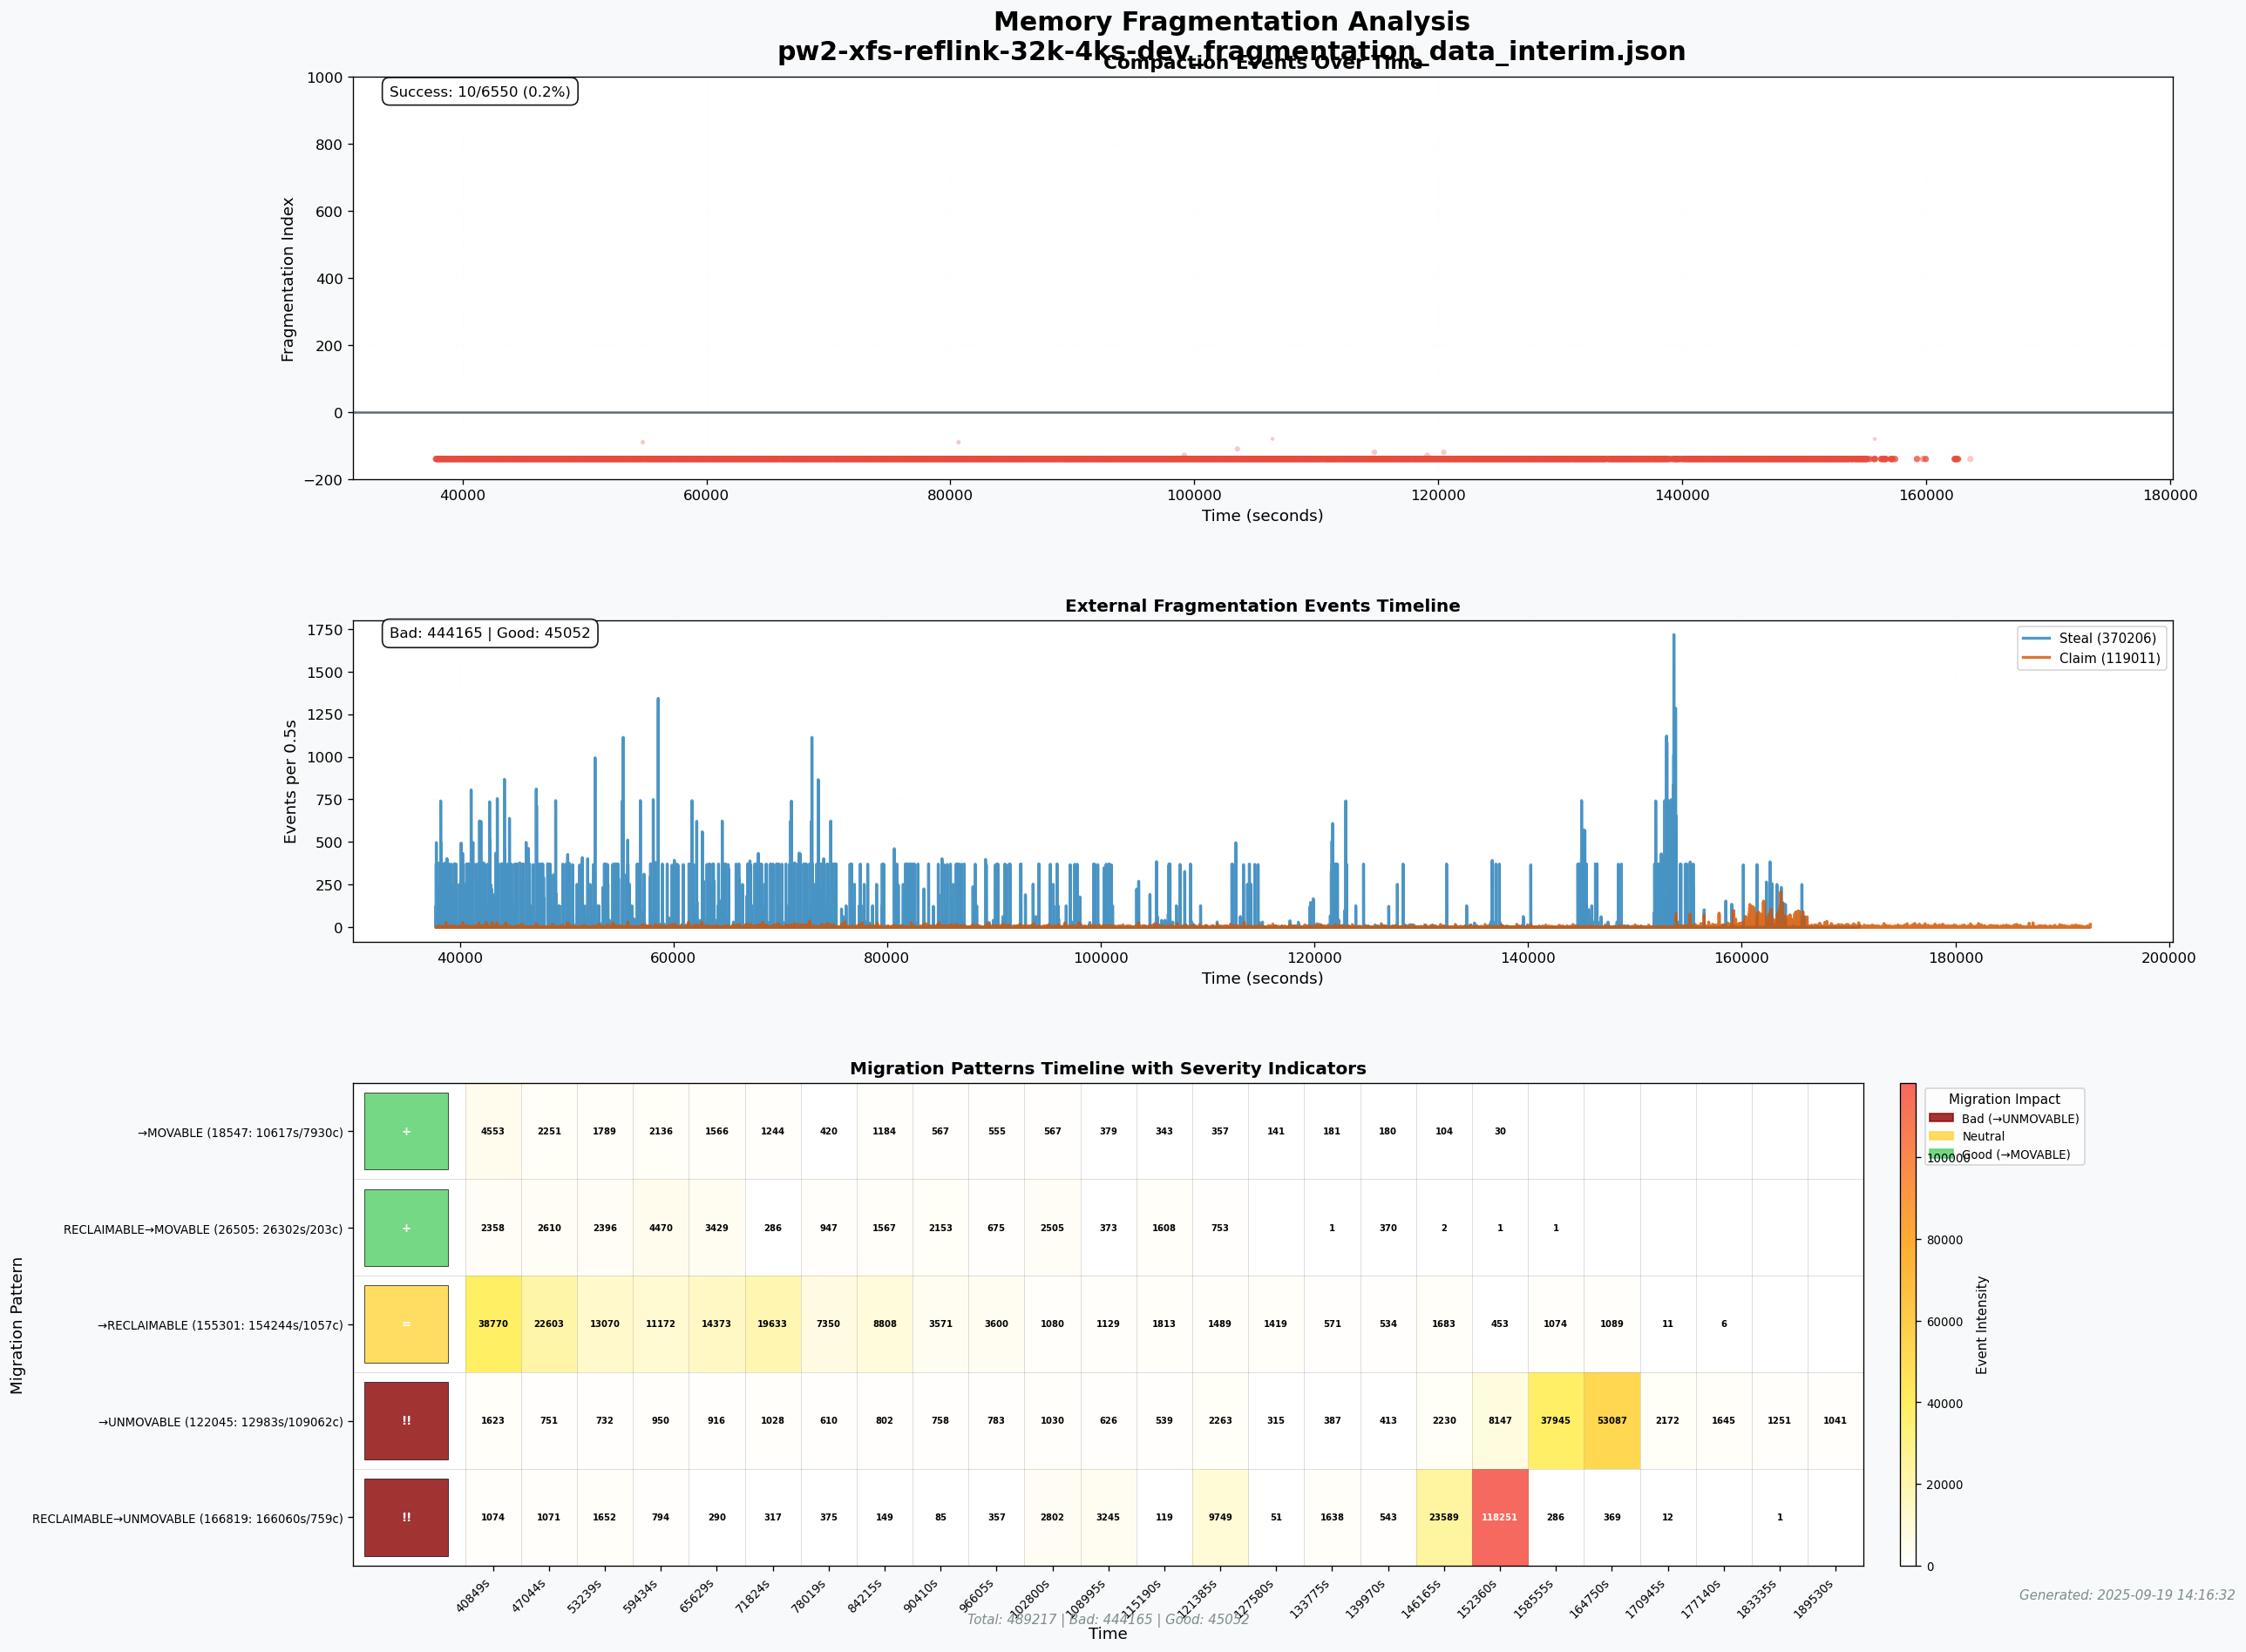 Memory Fragmentation Analysis
pw2-xfs-reflink-32k-4ks-dev_fragmentation_data_interim.json
Compaction Events Over Time
Success: 10/6550 (0.2%)
Fragmentation Index
1000
800
600
400
200
0
−200
40000 60000 80000 100000 120000 140000 160000 180000
Time (seconds)
External Fragmentation Events Timeline
Bad: 444165 | Good: 45052
Steal (370206)
Claim (119011)
Events per 0.5s
1750
1500
1250
1000
750
500
250
0
40000 60000 80000 100000 120000 140000 160000 180000 200000
Time (seconds)
Migration Patterns Timeline with Severity Indicators
Migration Pattern
→MOVABLE (18547: 10617s/7930c) + 4553 2251 1789 2136 1566 1244 420 1184 567 555 567 379 343 357 141 181 180 104 30
RECLAIMABLE→MOVABLE (26505: 26302s/203c) + 2358 2610 2396 4470 3429 286 947 1567 2153 675 2505 373 1608 753 1 370 2 1 1
→RECLAIMABLE (155301: 154244s/1057c) = 38770 22603 13070 11172 14373 19633 7350 8808 3571 3600 1080 1129 1813 1489 1419 571 534 1683 453 1074 1089 11 6
→UNMOVABLE (122045: 12983s/109062c) !! 1623 751 732 950 916 1028 610 802 758 783 1030 626 539 2263 315 387 413 2230 8147 37945 53087 2172 1645 1251 1041
RECLAIMABLE→UNMOVABLE (166819: 166060s/759c) !! 1074 1071 1652 794 290 317 375 149 85 357 2802 3245 119 9749 51 1638 543 23589 118251 286 369 12 1
40849s 47044s 53239s 59434s 65629s 71824s 78019s 84215s 90410s 96605s 102800s 108995s 115190s 121385s 127580s 133775s 139970s 146165s 152360s 158555s 164750s 170945s 177140s 183335s 189530s
Time
Migration Impact
Bad (→UNMOVABLE)
Neutral
Good (→MOVABLE)
100000
80000
60000
40000
20000
0
Event Intensity
Total: 489217 | Bad: 444165 | Good: 45052
Generated: 2025-09-19 14:16:32